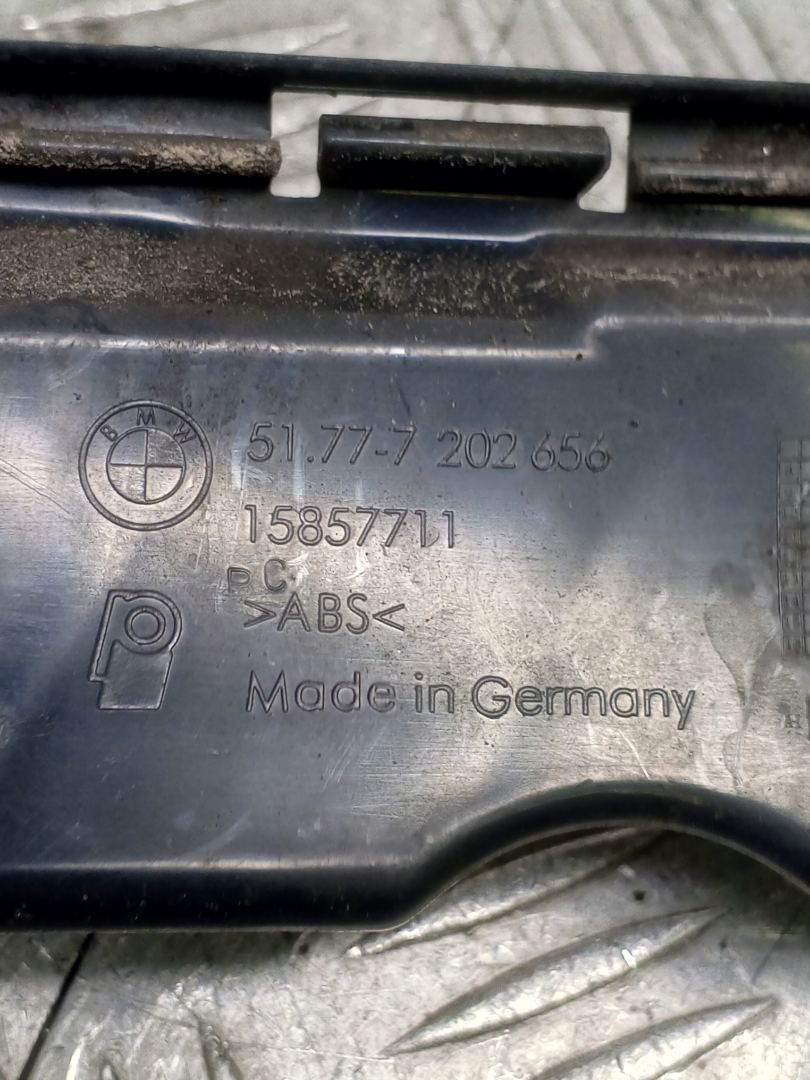 BMW
51.77-7 202 656
15857711
PC
>ABS<
Made in Germany